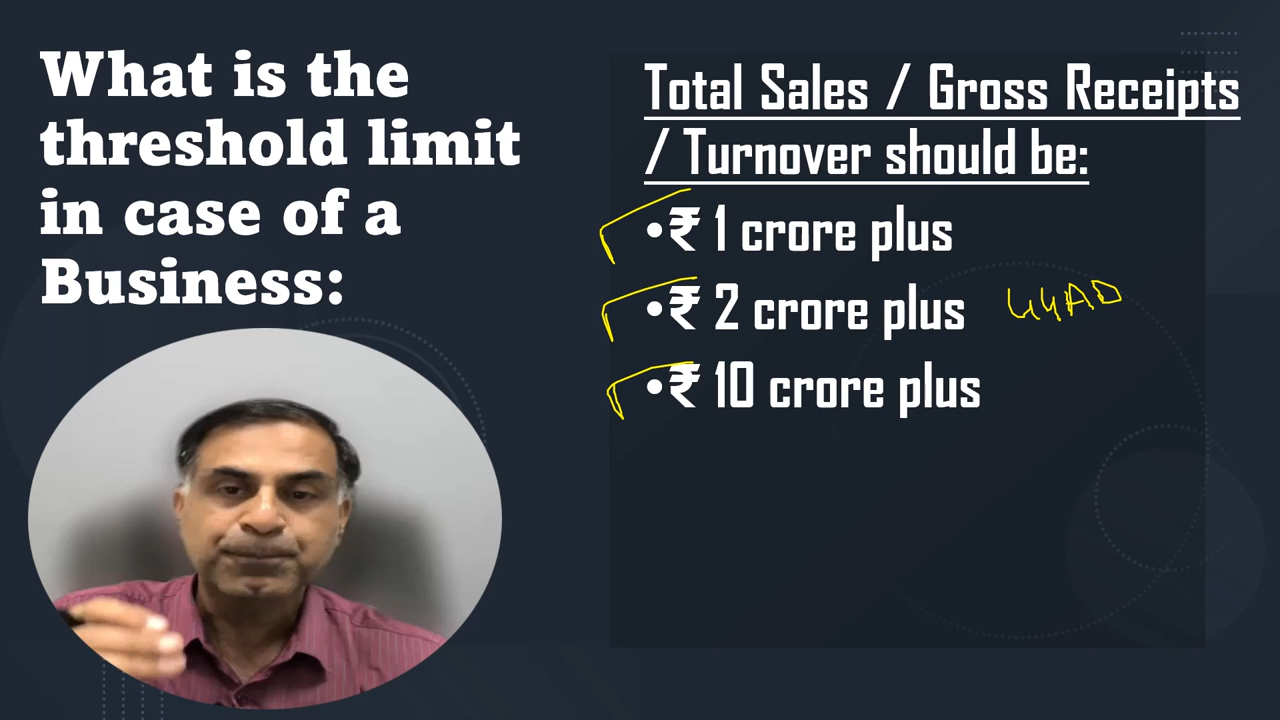 What is the
threshold limit
in case of a
Business:
Total Sales / Gross Receipts
/ Turnover should be:
•₹ 1 crore plus
•₹ 2 crore plus 44AD
•₹ 10 crore plus